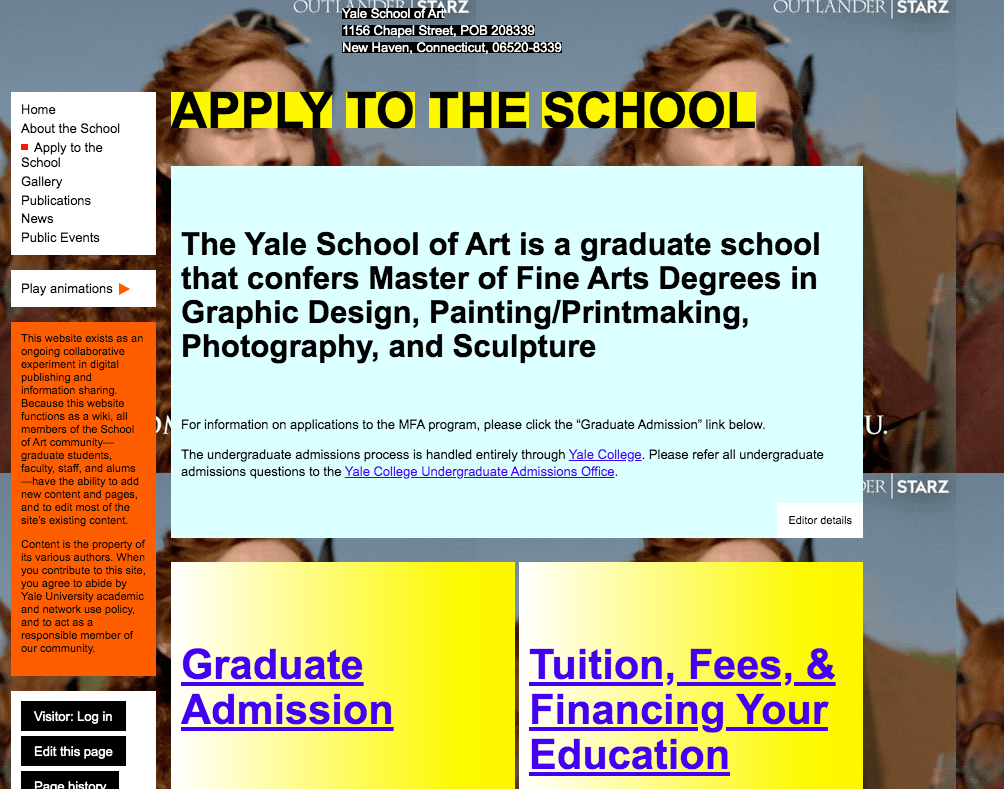 OUTLANDER | STARZ
OUTLANDER | STARZ
Yale School of Art
1156 Chapel Street, POB 208339
New Haven, Connecticut, 06520-8339
APPLY TO THE SCHOOL
Home
About the School
Apply to the
School
Gallery
Publications
News
Public Events
Play animations
This website exists as an
ongoing collaborative
experiment in digital
publishing and
information sharing.
Because this website
functions as a wiki, all
members of the School
of Art community—
graduate students,
faculty, staff, and alums
—have the ability to add
new content and pages,
and to edit most of the
site's existing content.
Content is the property of
its various authors. When
you contribute to this site,
you agree to abide by
Yale University academic
and network use policy,
and to act as a
responsible member of
our community.
Visitor: Log in
Edit this page
Page history
The Yale School of Art is a graduate school
that confers Master of Fine Arts Degrees in
Graphic Design, Painting/Printmaking,
Photography, and Sculpture
For information on applications to the MFA program, please click the “Graduate Admission” link below.
The undergraduate admissions process is handled entirely through Yale College. Please refer all undergraduate
admissions questions to the Yale College Undergraduate Admissions Office.
Editor details
STARZ
Graduate
Admission
Tuition, Fees, &
Financing Your
Education